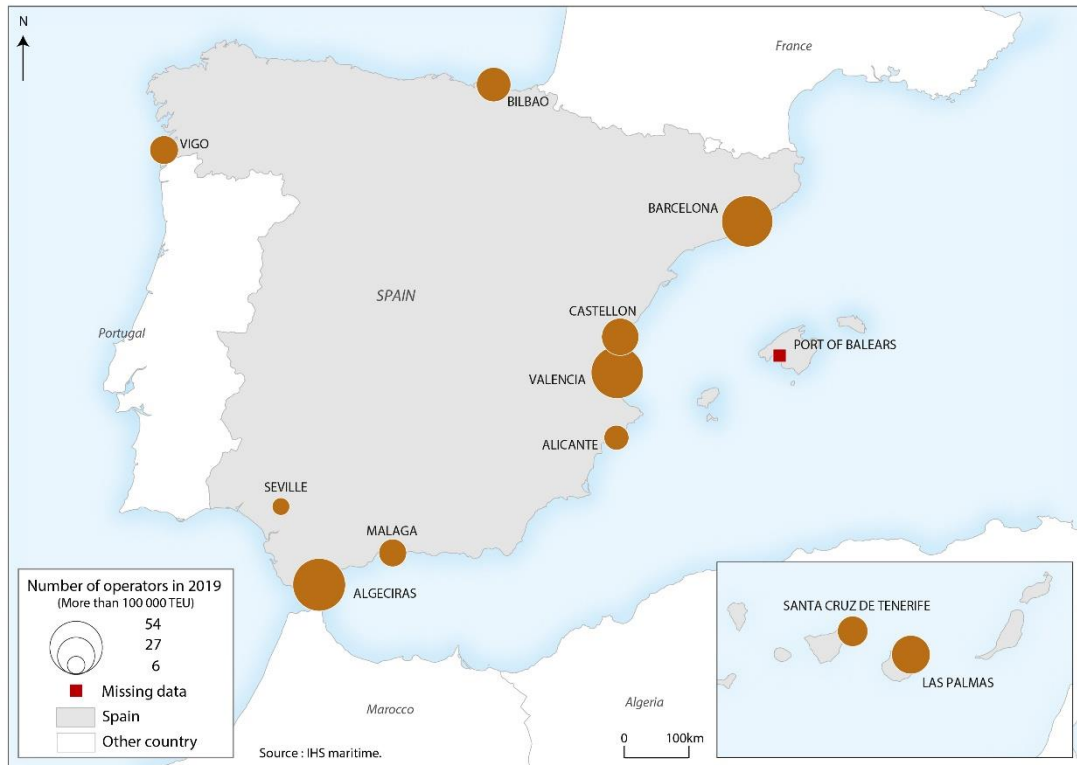 N
France
BILBAO
VIGO
BARCELONA
SPAIN
CASTELLON
Portugal
PORT OF BALEARS
VALENCIA
ALICANTE
SEVILLE
MALAGA
ALGECIRAS
Number of operators in 2019
(More than 100 000 TEU)
54
27
6
Missing data
Spain
Other country
Marocco
Algeria
Source : IHS maritime.
0 100km
SANTA CRUZ DE TENERIFE
LAS PALMAS